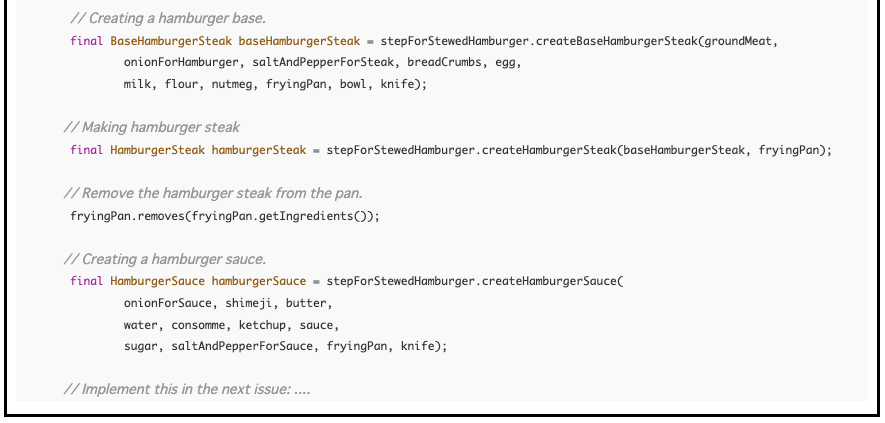 // Creating a hamburger base.
final BaseHamburgerSteak baseHamburgerSteak = stepForStewedHamburger.createBaseHamburgerSteak(groundMeat,
onionForHamburger, saltAndPepperForSteak, breadCrumbs, egg,
milk, flour, nutmeg, fryingPan, bowl, knife);
// Making hamburger steak
final HamburgerSteak hamburgerSteak = stepForStewedHamburger.createHamburgerSteak(baseHamburgerSteak, fryingPan);
// Remove the hamburger steak from the pan.
fryingPan.removes(fryingPan.getIngredients());
// Creating a hamburger sauce.
final HamburgerSauce hamburgerSauce = stepForStewedHamburger.createHamburgerSauce(
onionForSauce, shimeji, butter,
water, consomme, ketchup, sauce,
sugar, saltAndPepperForSauce, fryingPan, knife);
// Implement this in the next issue: ....